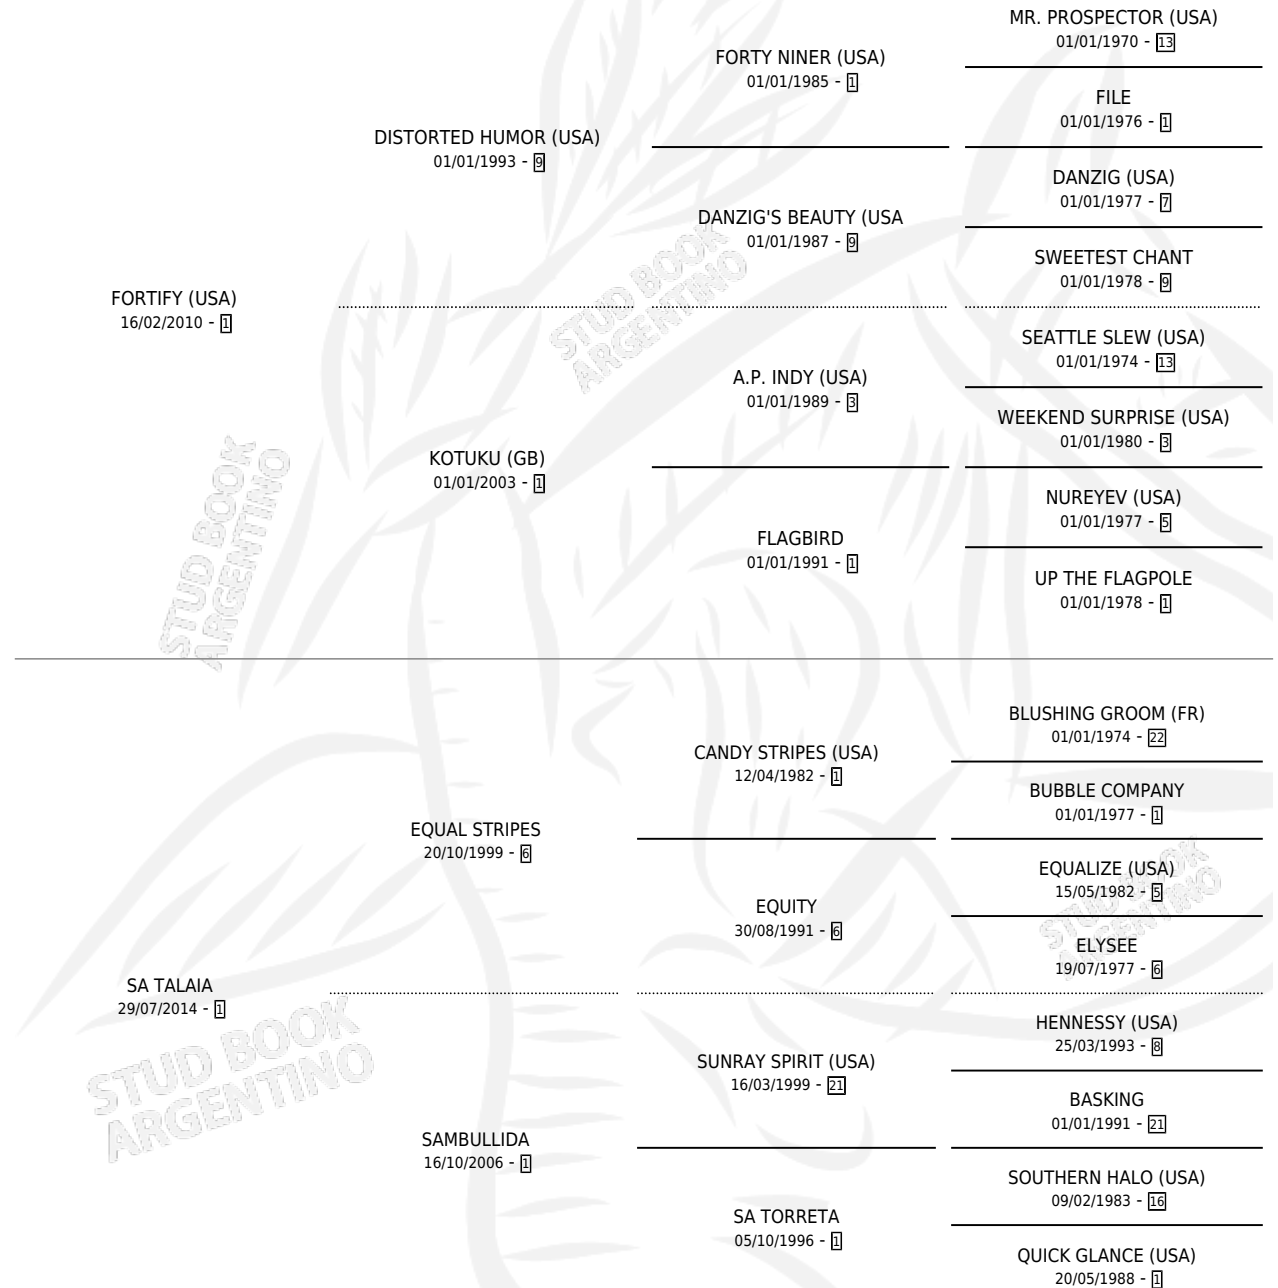 MR. PROSPECTOR (USA)
01/01/1970 - 13
FORTY NINER (USA)
01/01/1985 - 1
FILE
01/01/1976 - 1
DISTORTED HUMOR (USA)
01/01/1993 - 9
DANZIG (USA)
01/01/1977 - 7
DANZIG'S BEAUTY (USA
01/01/1987 - 9
SWEETEST CHANT
01/01/1978 - 9
FORTIFY (USA)
16/02/2010 - 1
STUD BOOK
ARGENTINO
SEATTLE SLEW (USA)
01/01/1974 - 13
A.P. INDY (USA)
01/01/1989 - 3
WEEKEND SURPRISE (USA)
01/01/1980 - 3
KOTUKU (GB)
01/01/2003 - 1
NUREYEV (USA)
01/01/1977 - 5
FLAGBIRD
01/01/1991 - 1
UP THE FLAGPOLE
01/01/1978 - 1
STUD BOOK
ARGENTINO
BLUSHING GROOM (FR)
01/01/1974 - 22
CANDY STRIPES (USA)
12/04/1982 - 1
BUBBLE COMPANY
01/01/1977 - 1
EQUAL STRIPES
20/10/1999 - 6
EQUALIZE (USA)
15/05/1982 - 5
EQUITY
30/08/1991 - 6
STUD BOOK
ARGENTINO
ELYSEE
19/07/1977 - 6
SA TALAIA
29/07/2014 - 1
STUD BOOK
ARGENTINO
HENNESSY (USA)
25/03/1993 - 8
SUNRAY SPIRIT (USA)
16/03/1999 - 21
BASKING
01/01/1991 - 21
SAMBULLIDA
16/10/2006 - 1
SOUTHERN HALO (USA)
09/02/1983 - 16
SA TORRETA
05/10/1996 - 1
QUICK GLANCE (USA)
20/05/1988 - 1